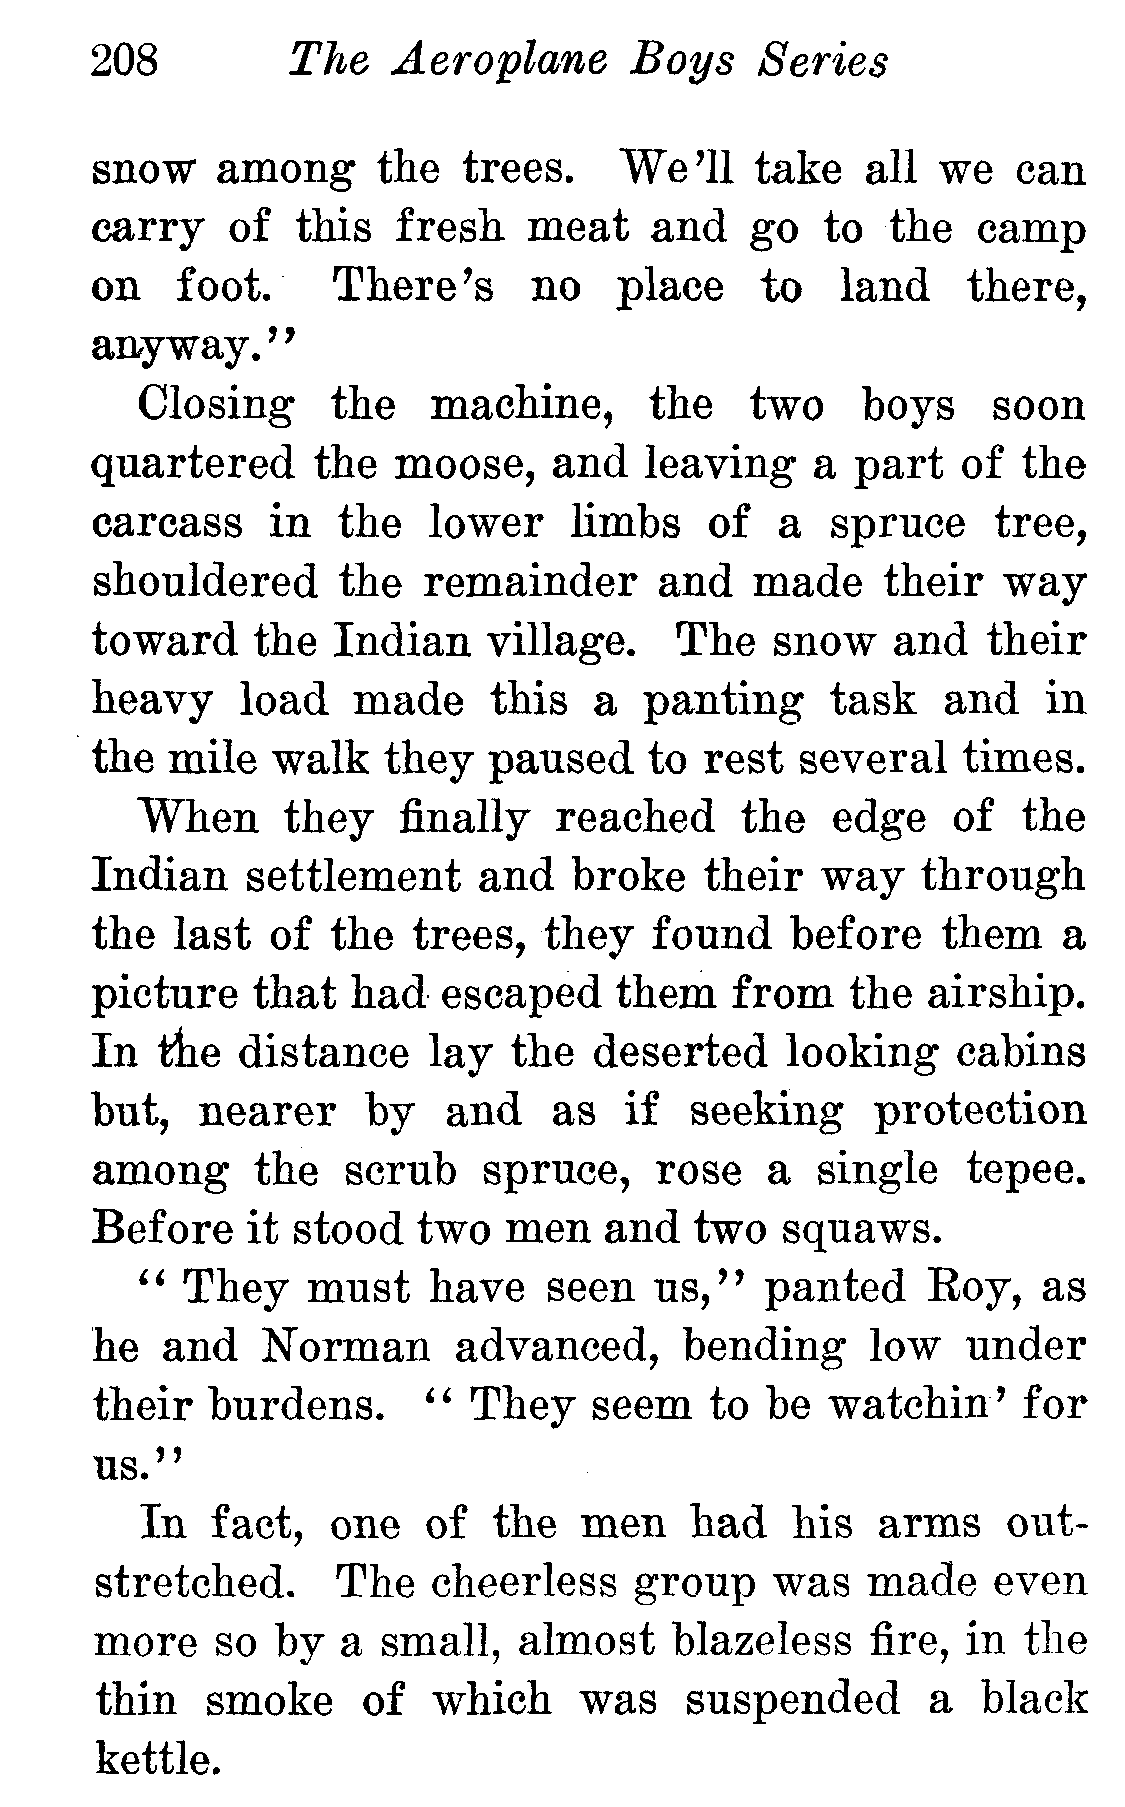 208 The Aeroplane Boys Series
snow among the trees. We'll take all we can
carry of this fresh meat and go to the camp
on foot. There's no place to land there,
anyway."
Closing the machine, the two boys soon
quartered the moose, and leaving a part of the
carcass in the lower limbs of a spruce tree,
shouldered the remainder and made their way
toward the Indian village. The snow and their
heavy load made this a panting task and in
the mile walk they paused to rest several times.
When they finally reached the edge of the
Indian settlement and broke their way through
the last of the trees, they found before them a
picture that had escaped them from the airship.
In the distance lay the deserted looking cabins
but, nearer by and as if seeking protection
among the scrub spruce, rose a single tepee.
Before it stood two men and two squaws.
"They must have seen us," panted Roy, as
he and Norman advanced, bending low under
their burdens. "They seem to be watchin' for
us."
In fact, one of the men had his arms out-
stretched. The cheerless group was made even
more so by a small, almost blazeless fire, in the
thin smoke of which was suspended a black
kettle.